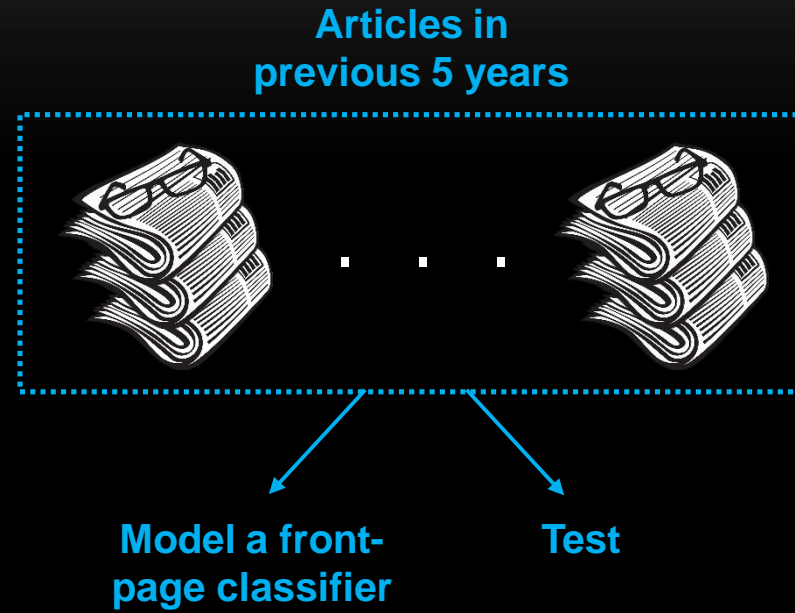 Articles in
previous 5 years
Model a front-
page classifier
Test